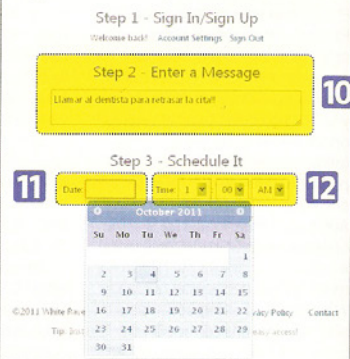 Step 1 - Sign In/Sign Up
Welcome back! Account Settings Sign Out
Step 2 - Enter a Message
Llamar al dentista para retrasar la cita!!
10
Step 3 - Schedule It
11
Date:
Time: 1 00 AM
12
October 2011
Su Mo Tu We Th Fr Sa
1
2 3 4 5 6 7 8
9 10 11 12 13 14 15
16 17 18 19 20 21 22
23 24 25 26 27 28 29
30 31
©2011 White
Policy Contact
Tip: